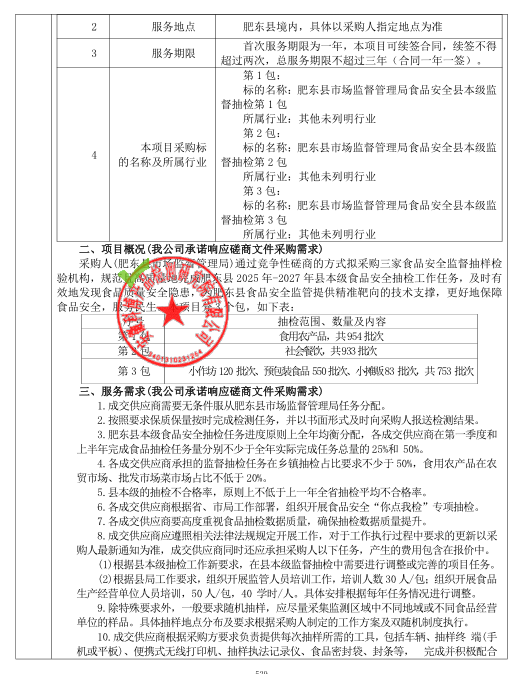 2 服务地点 肥东县境内，具体以采购人指定地点为准
3 服务期限 首次服务期限为一年，本项目可续签合同，续签不得
超过两次，总服务期限不超过三年（合同一年一签）。
第 1 包：
标的名称：肥东县市场监督管理局食品安全县本级监
督抽检第 1 包
所属行业：其他未列明行业
第 2 包：
4 本项目采购标
的名称及所属行业
标的名称：肥东县市场监督管理局食品安全县本级监
督抽检第 2 包
所属行业：其他未列明行业
第 3 包：
标的名称：肥东县市场监督管理局食品安全县本级监
督抽检第 3 包
所属行业：其他未列明行业
二、项目概况(我公司承诺响应磋商文件采购需求)
采购人(肥东县市场监督管理局)通过竞争性磋商的方式拟采购三家食品安全监督抽样检
验机构，规范 完成肥东县 2025 年-2027 年县本级食品安全抽检工作任务，及时有
效地发现食品质量安全隐患，为肥东县食品安全监管提供精准靶向的技术支撑，更好地保障
食品安全，服务民生。本项目 个包，如下表：
号 抽检范围、数量及内容
第 1 包 食用农产品，共 954 批次
第 2 包 社会餐饮，共 933 批次
第 3 包 小作坊 120 批次、预包装食品 550 批次、小摊贩 83 批次，共 753 批次
三、服务需求(我公司承诺响应磋商文件采购需求)
1.成交供应商需要无条件服从肥东县市场监督管理局任务分配。
2.按照要求保质保量按时完成检测任务，并以书面形式及时向采购人报送检测结果。
3.肥东县本级食品安全抽检任务进度原则上全年均衡分配，各成交供应商在第一季度和
上半年完成抽检任务量分别不少于全年实际完成任务总量的 25%和 50%。
4.各成交供应商承担的监督抽检任务在乡镇抽检占比要求不少于 50%，食用农产品在农
贸市场、批发市场菜市场占比不低于 20%。
5.县本级的抽检不合格率，原则上不低于上一年全省抽检平均不合格率。
6.各成交供应商根据省、市局工作部署，组织开展食品安全“你点我检”专项抽检。
7.各成交供应商要高度重视食品抽检数据质量，确保抽检数据质量提升。
8.成交供应商应遵照相关法律法规规定开展工作，对于工作执行过程中要求的更新以采
购人最新通知为准，成交供应商同时还应承担采购人以下任务，产生的费用包含在报价中。
(1)根据县本级抽检工作新要求，在县本级监督抽检中需要进行调整或完善的项目任务。
(2)根据县局工作要求，组织开展监管人员培训工作，培训人数 30 人/包；组织开展食品
生产经营单位人员培训，50 人/包，40 学时/人。具体安排根据每年任务情况进行调整。
9.除特殊要求外，一般要求随机抽样，应尽量采集监测区域中不同地域或不同食品经营
单位的样品。具体抽样地点分布及要求根据采购人制定的工作方案及双随机制度执行。
10.成交供应商根据采购方要求负责提供每次抽样所需的工具，包括车辆、抽样终 端(手
机或平板)、便携式无线打印机、抽样执法记录仪、食品密封袋、封条等， 完成并积极配合